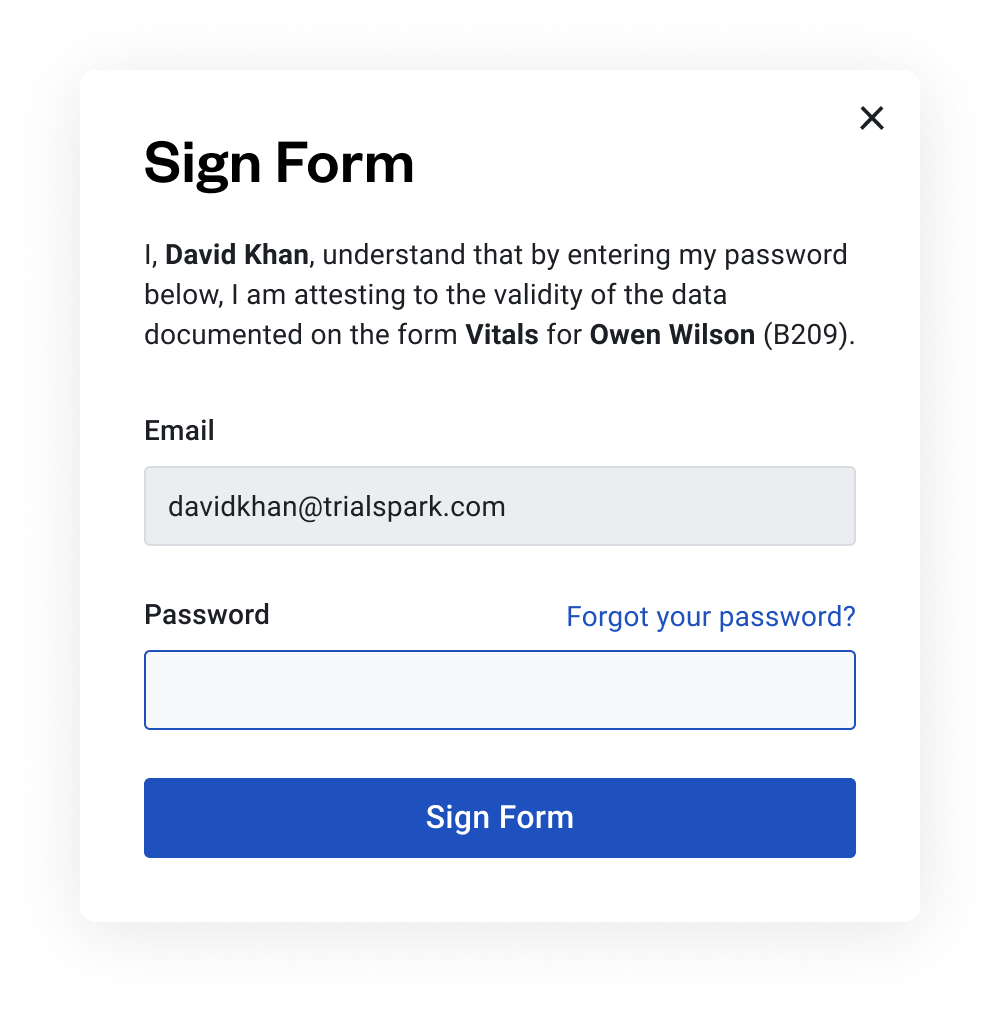 Sign Form
I, David Khan, understand that by entering my password
below, I am attesting to the validity of the data
documented on the form Vitals for Owen Wilson (B209).
Email
davidkhan@trialspark.com
Password
Forgot your password?
Sign Form